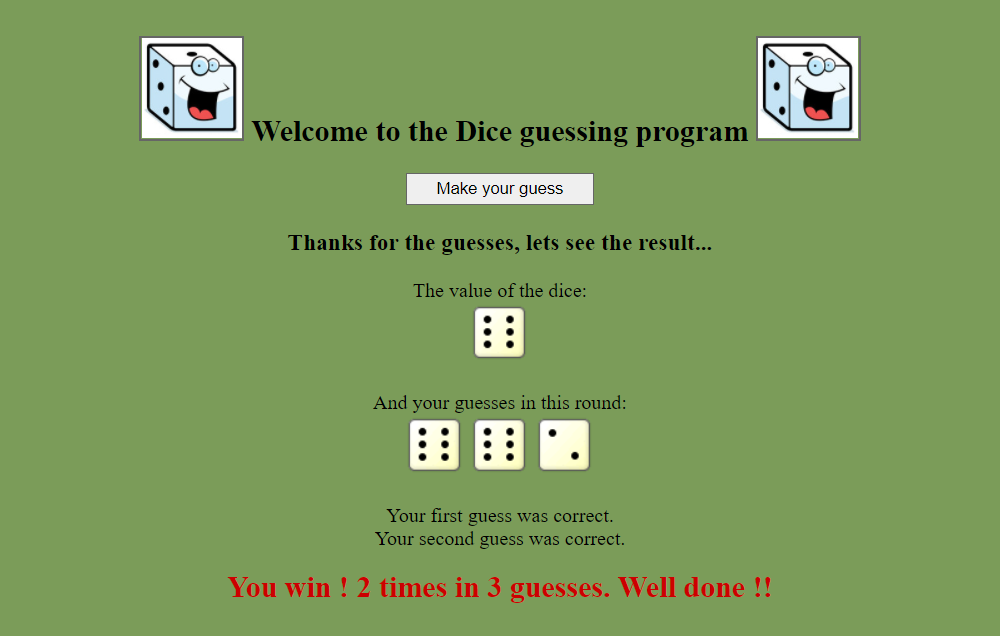 Welcome to the Dice guessing program
Make your guess
Thanks for the guesses, lets see the result...
The value of the dice:
And your guesses in this round:
Your first guess was correct.
Your second guess was correct.
You win ! 2 times in 3 guesses. Well done !!